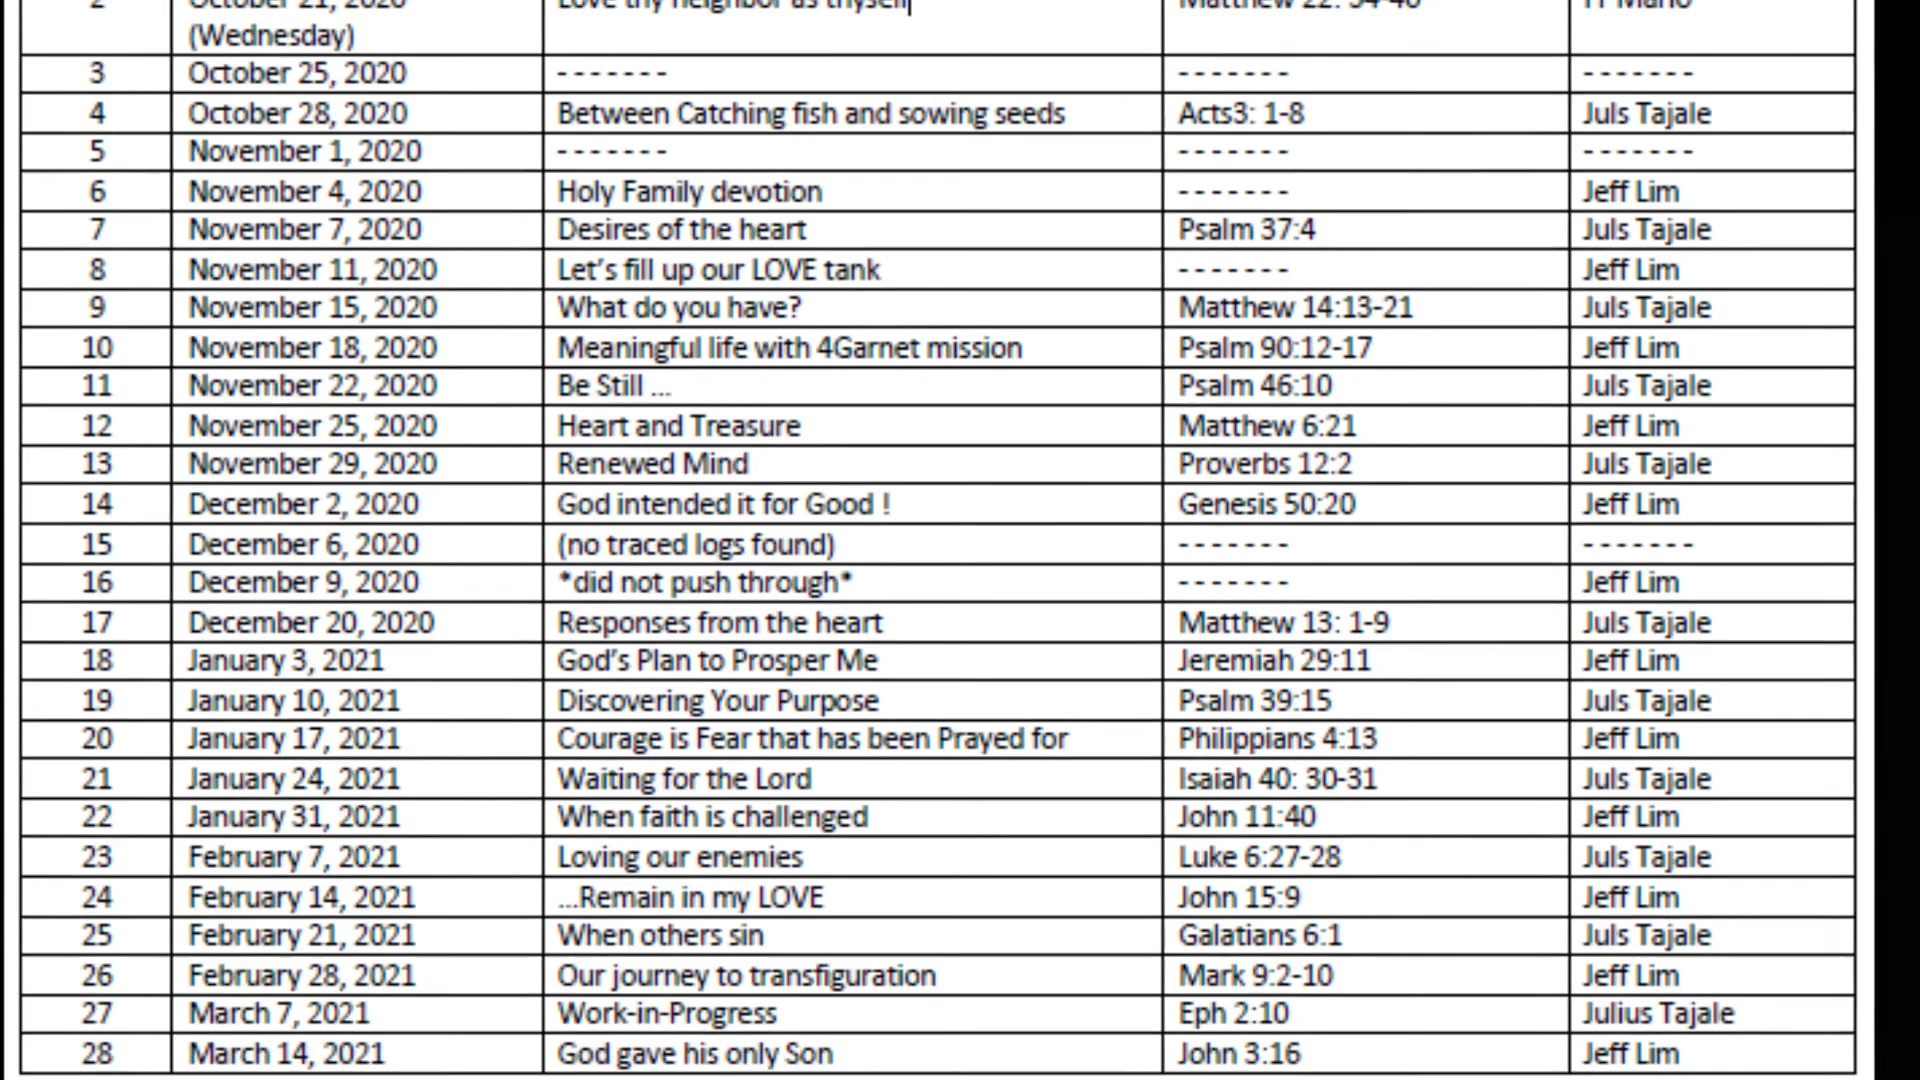 2 October 21, 2020 Love thy neighbor as thyself Matthew 22: 34-40
(Wednesday)
3 October 25, 2020 - - - - - - - - - - - - - - - - - - - - -
4 October 28, 2020 Between Catching fish and sowing seeds Acts3: 1-8 Juls Tajale
5 November 1, 2020 - - - - - - - - - - - - - - - - - - - - -
6 November 4, 2020 Holy Family devotion - - - - - - - Jeff Lim
7 November 7, 2020 Desires of the heart Psalm 37:4 Juls Tajale
8 November 11, 2020 Let’s fill up our LOVE tank - - - - - - - Jeff Lim
9 November 15, 2020 What do you have? Matthew 14:13-21 Juls Tajale
10 November 18, 2020 Meaningful life with 4Garnet mission Psalm 90:12-17 Jeff Lim
11 November 22, 2020 Be Still ... Psalm 46:10 Juls Tajale
12 November 25, 2020 Heart and Treasure Matthew 6:21 Jeff Lim
13 November 29, 2020 Renewed Mind Proverbs 12:2 Juls Tajale
14 December 2, 2020 God intended it for Good ! Genesis 50:20 Jeff Lim
15 December 6, 2020 (no traced logs found) - - - - - - - - - - - - - -
16 December 9, 2020 *did not push through* - - - - - - - Jeff Lim
17 December 20, 2020 Responses from the heart Matthew 13: 1-9 Juls Tajale
18 January 3, 2021 God’s Plan to Prosper Me Jeremiah 29:11 Jeff Lim
19 January 10, 2021 Discovering Your Purpose Psalm 39:15 Juls Tajale
20 January 17, 2021 Courage is Fear that has been Prayed for Philippians 4:13 Jeff Lim
21 January 24, 2021 Waiting for the Lord Isaiah 40: 30-31 Juls Tajale
22 January 31, 2021 When faith is challenged John 11:40 Jeff Lim
23 February 7, 2021 Loving our enemies Luke 6:27-28 Juls Tajale
24 February 14, 2021 ...Remain in my LOVE John 15:9 Jeff Lim
25 February 21, 2021 When others sin Galatians 6:1 Juls Tajale
26 February 28, 2021 Our journey to transfiguration Mark 9:2-10 Jeff Lim
27 March 7, 2021 Work-in-Progress Eph 2:10 Julius Tajale
28 March 14, 2021 God gave his only Son John 3:16 Jeff Lim